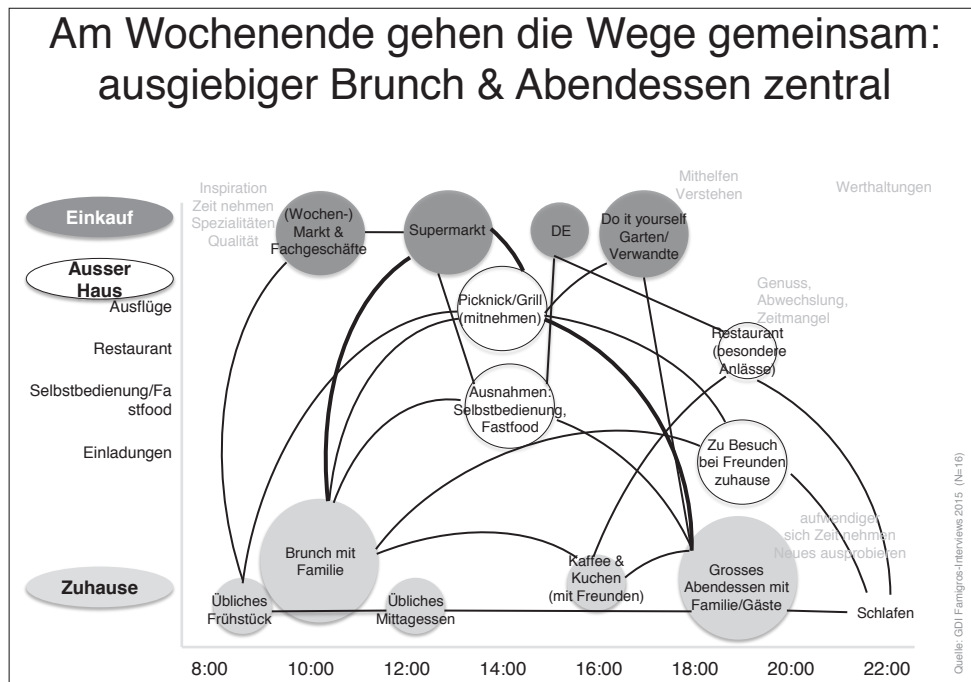 Am Wochenende gehen die Wege gemeinsam:
ausgiebiger Brunch & Abendessen zentral
Inspiration
Zeit nehmen
Spezialitäten
Qualität
Mithelfen
Verstehen
Werthaltungen
Einkauf
(Wochen-)
Markt &
Fachgeschäfte
Supermarkt
DE
Do it yourself
Garten/
Verwandte
Ausser
Haus
Ausflüge
Restaurant
Selbstbedienung/Fa
stfood
Einladungen
Picknick/Grill
(mitnehmen)
Genuss,
Abwechslung,
Zeitmangel
Restaurant
(besondere
Anlässe)
Ausnahmen:
Selbstbedienung,
Fastfood
Zu Besuch
bei Freunden
zuhause
aufwendiger
sich Zeit nehmen
Neues ausprobieren
Zuhause
Übliches
Frühstück
Brunch mit
Familie
Übliches
Mittagessen
Kaffee &
Kuchen
(mit Freunden)
Grosses
Abendessen mit
Familie/Gäste
Schlafen
8:00 10:00 12:00 14:00 16:00 18:00 20:00 22:00
Quelle: GDI Famigros-Interviews 2015 (N=16)